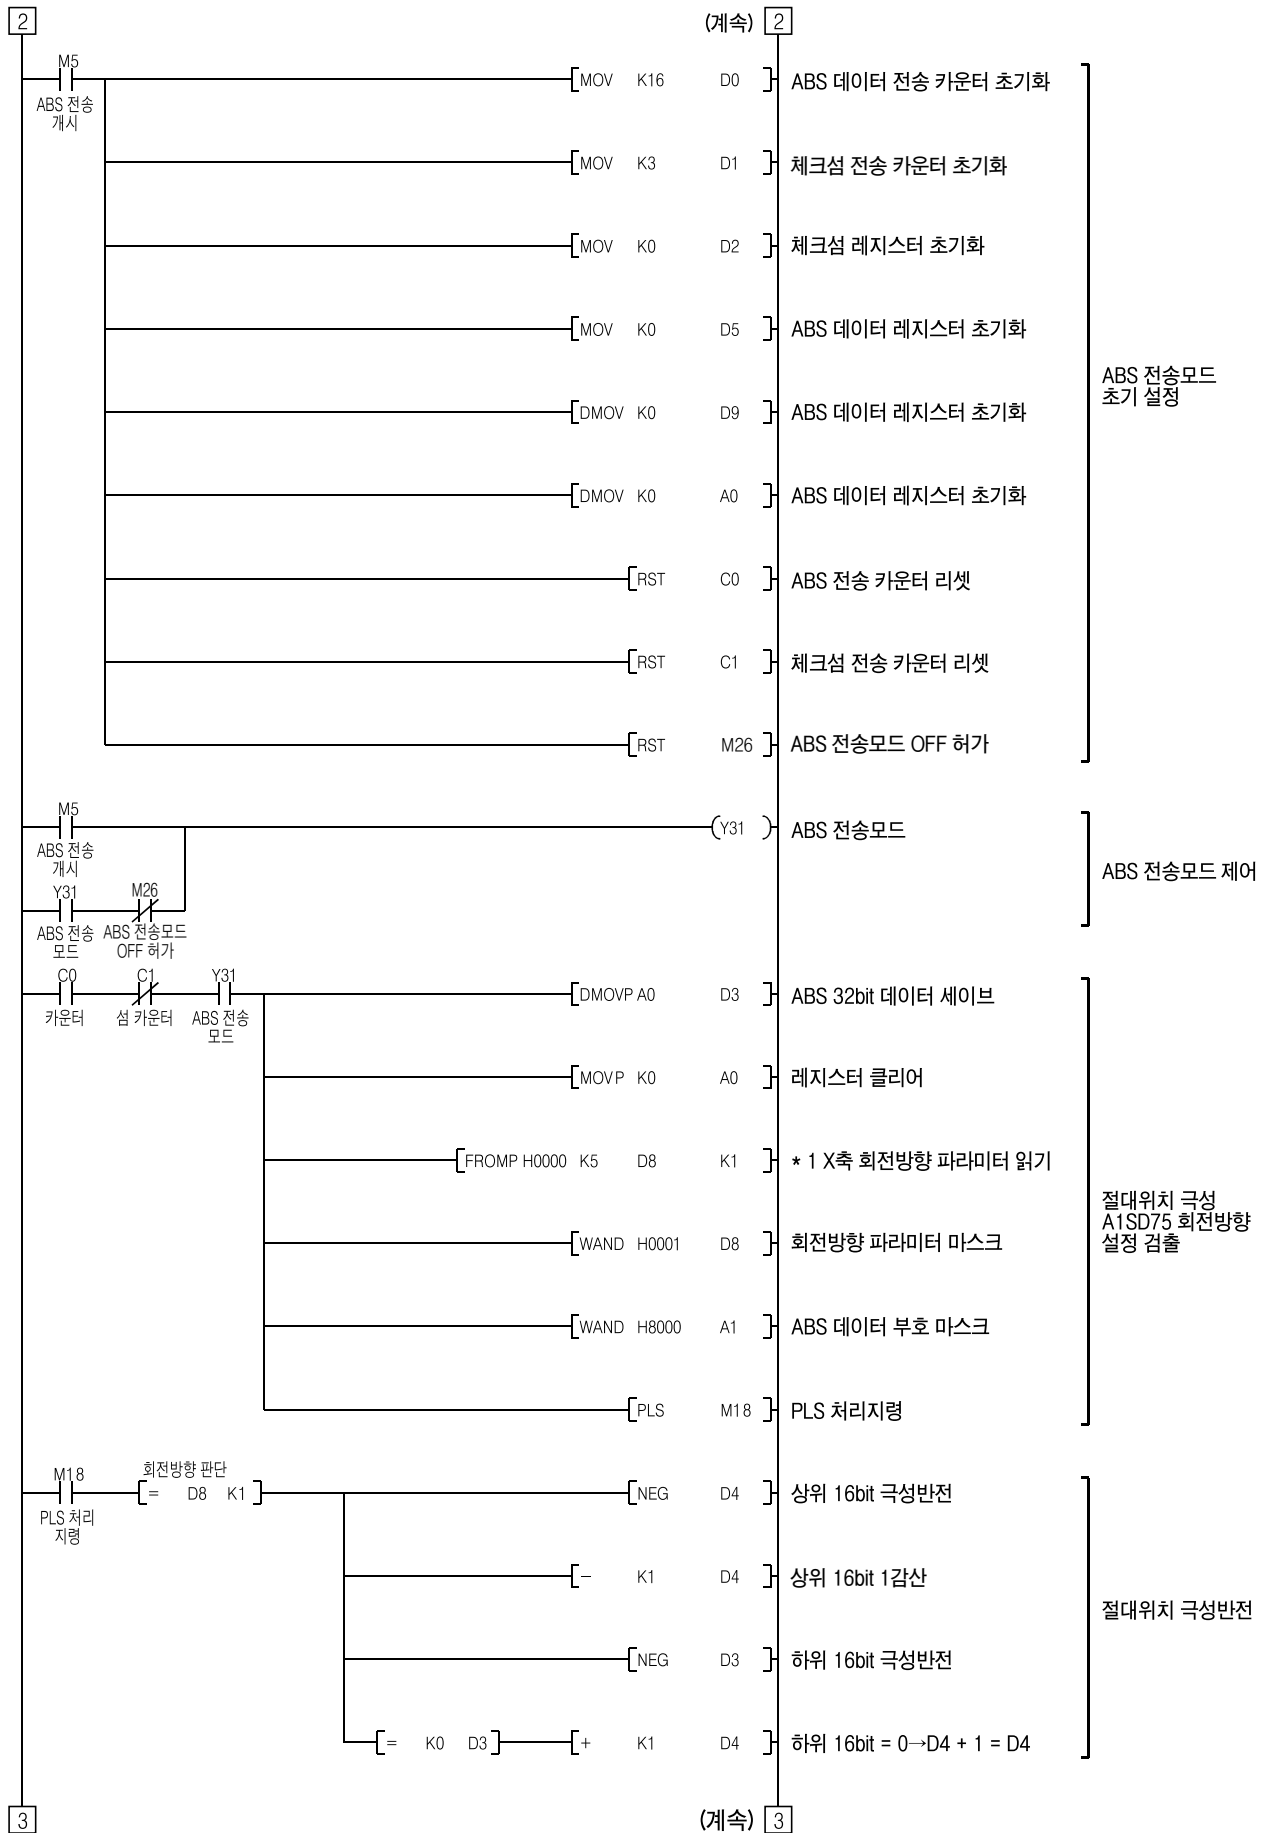 2 (계속) 2
M5
ABS 전송
개시
MOV K16 D0 ABS 데이터 전송 카운터 초기화
MOV K3 D1 체크섬 전송 카운터 초기화
MOV K0 D2 체크섬 레지스터 초기화
MOV K0 D5 ABS 데이터 레지스터 초기화
DMOV K0 D9 ABS 데이터 레지스터 초기화
DMOV K0 A0 ABS 데이터 레지스터 초기화
RST C0 ABS 전송 카운터 리셋
RST C1 체크섬 전송 카운터 리셋
RST M26 ABS 전송모드 OFF 허가
ABS 전송모드
초기 설정
M5
ABS 전송
개시
Y31 ABS 전송모드
Y31 M26
ABS 전송
모드
ABS 전송모드
OFF 허가
ABS 전송모드 제어
C0 C1 Y31
카운터 섬 카운터 ABS 전송
모드
DMOVP A0 D3 ABS 32bit 데이터 세이브
MOVP K0 A0 레지스터 클리어
FROMP H0000 K5 D8 K1 * 1 X축 회전방향 파라미터 읽기
WAND H0001 D8 회전방향 파라미터 마스크
WAND H8000 A1 ABS 데이터 부호 마스크
PLS M18 PLS 처리지령
절대위치 극성
A1SD75 회전방향
설정 검출
M18
PLS 처리
지령
회전방향 판단
= D8 K1
NEG D4 상위 16bit 극성반전
− K1 D4 상위 16bit 1감산
NEG D3 하위 16bit 극성반전
= K0 D3 + K1 D4 하위 16bit = 0→D4 + 1 = D4
절대위치 극성반전
3 (계속) 3